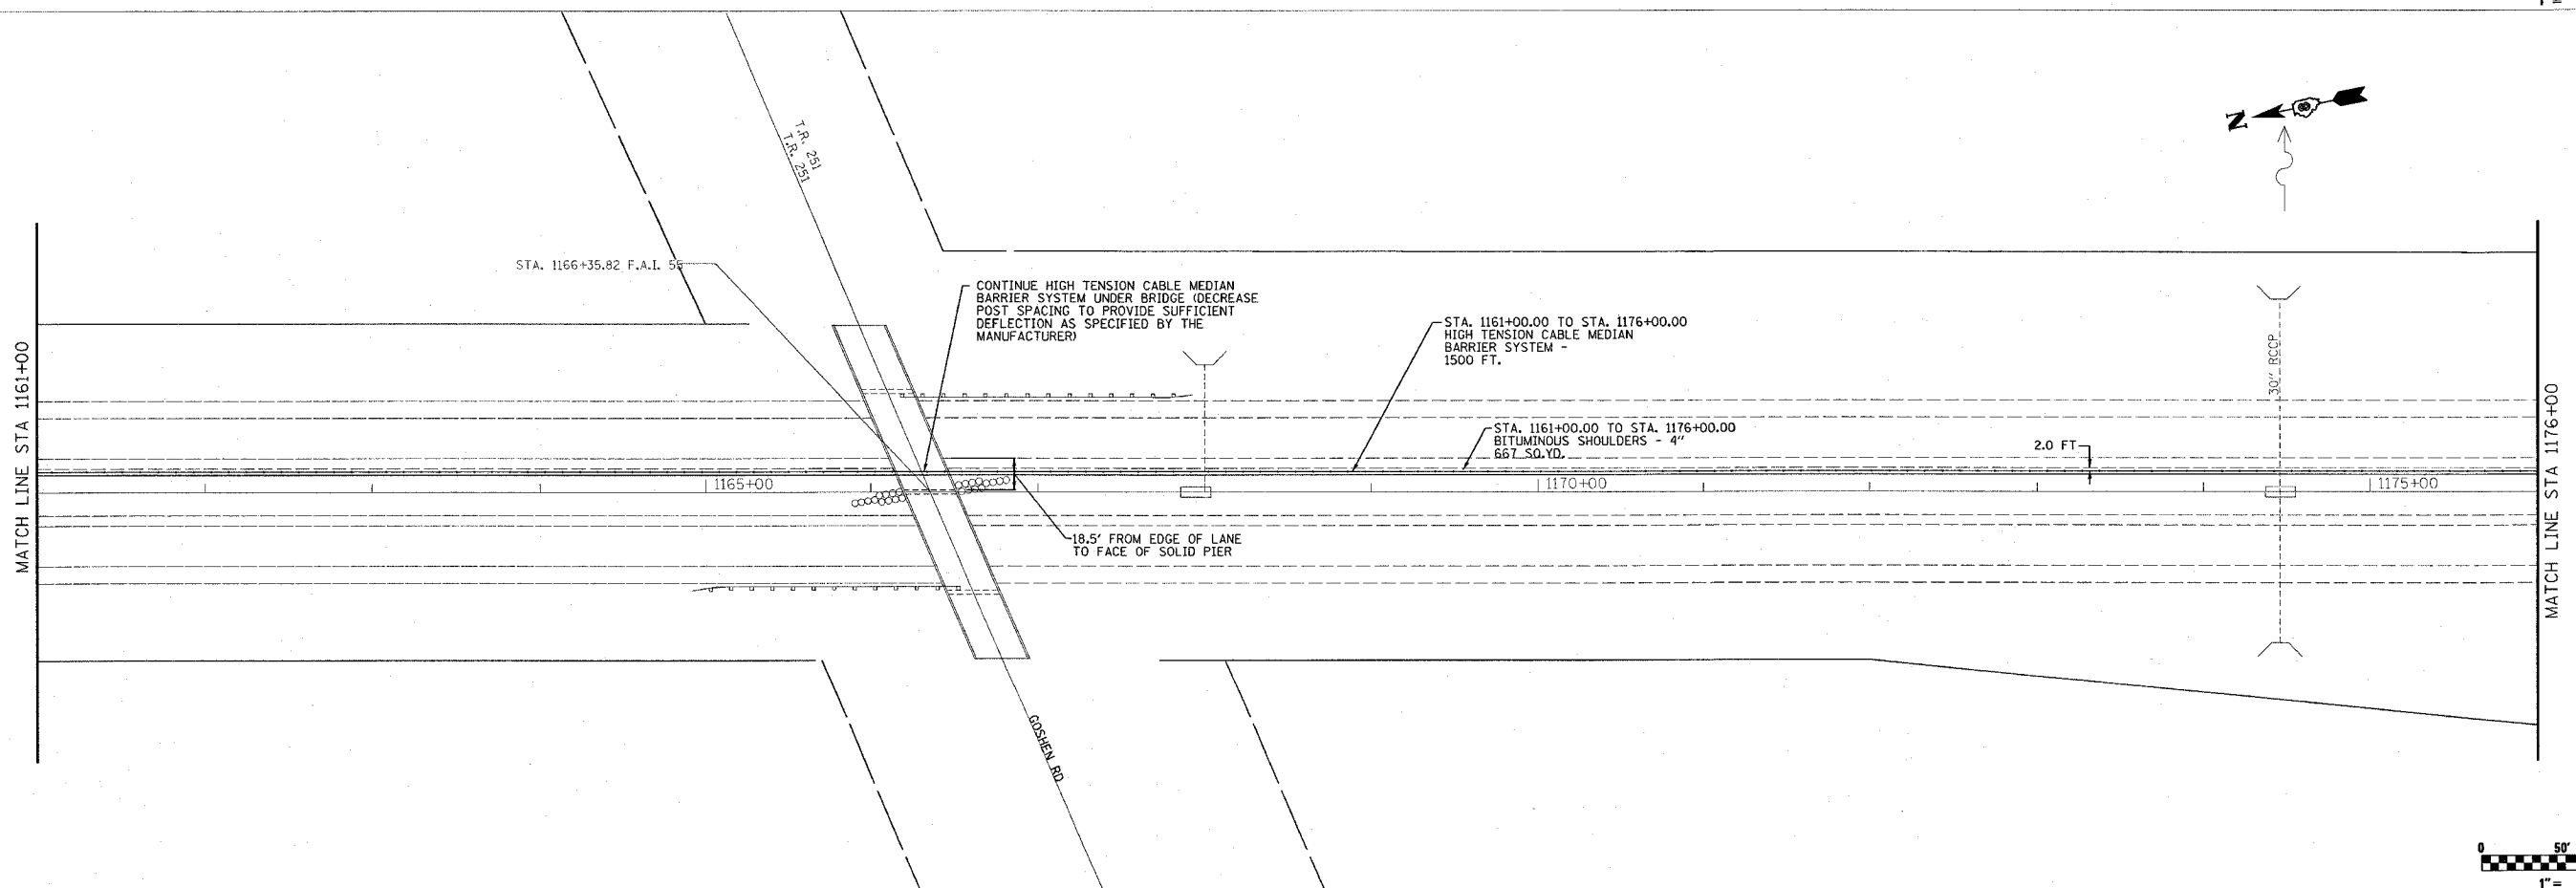 1" =
N
T.R. 251
T.R. 251
STA. 1166+35.82 F.A.I. 55
CONTINUE HIGH TENSION CABLE MEDIAN
BARRIER SYSTEM UNDER BRIDGE (DECREASE
POST SPACING TO PROVIDE SUFFICIENT
DEFLECTION AS SPECIFIED BY THE
MANUFACTURER)
STA. 1161+00.00 TO STA. 1176+00.00
HIGH TENSION CABLE MEDIAN
BARRIER SYSTEM -
1500 FT.
30" RCCP
MATCH LINE STA 1161+00
MATCH LINE STA 1176+00
STA. 1161+00.00 TO STA. 1176+00.00
BITUMINOUS SHOULDERS - 4"
667 SQ.YD.
2.0 FT
1165+00
1170+00
1175+00
18.5' FROM EDGE OF LANE
TO FACE OF SOLID PIER
GOSHEN RD
0 50'
1" =